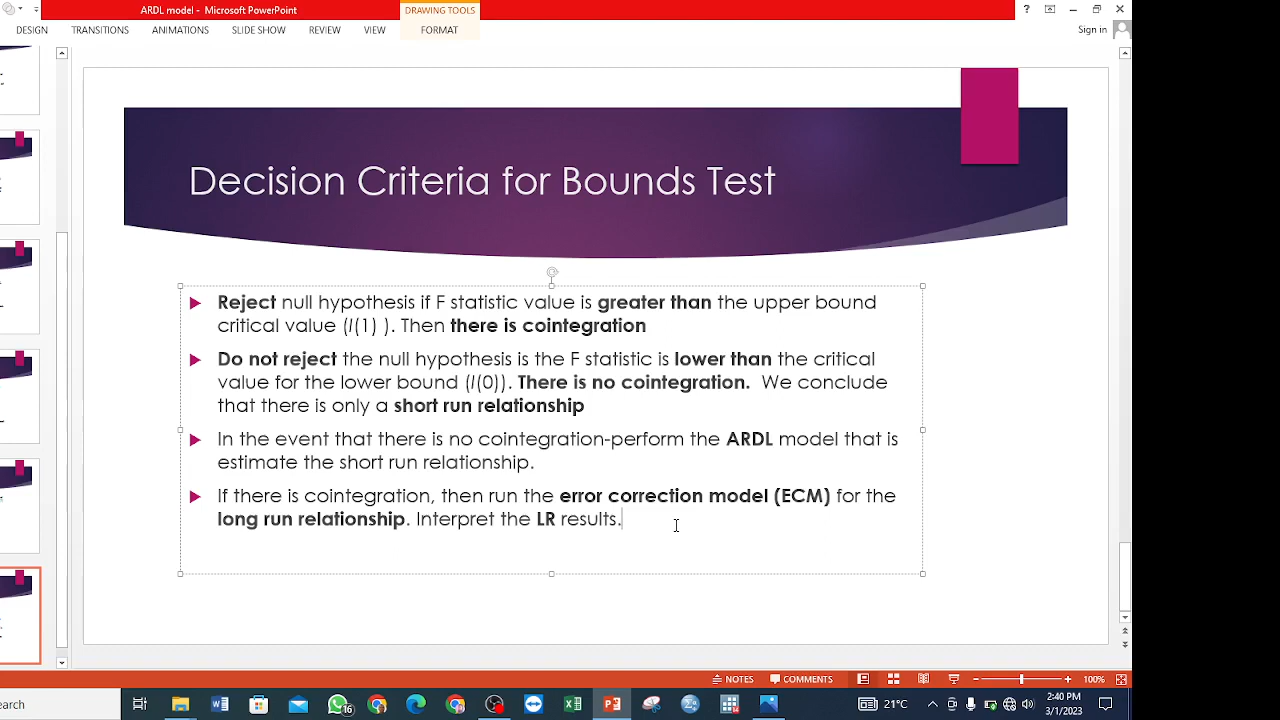 ARDL model - Microsoft PowerPoint
DRAWING TOOLS
?
DESIGN TRANSITIONS ANIMATIONS SLIDE SHOW REVIEW VIEW FORMAT
Sign in
Decision Criteria for Bounds Test
Reject null hypothesis if F statistic value is greater than the upper bound
critical value (I(1) ). Then there is cointegration
Do not reject the null hypothesis is the F statistic is lower than the critical
value for the lower bound (I(0)). There is no cointegration. We conclude
that there is only a short run relationship
In the event that there is no cointegration-perform the ARDL model that is
estimate the short run relationship.
If there is cointegration, then run the error correction model (ECM) for the
long run relationship. Interpret the LR results.
NOTES COMMENTS 100%
earch
16
21°C
2:40 PM
3/1/2023